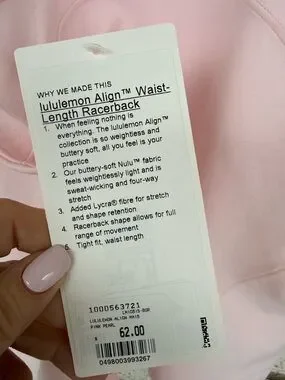 WHY WE MADE THIS
lululemon Align™ Waist-
Length Racerback
1. When feeling nothing is
everything. The lululemon Align™
collection is so weightless and
buttery soft, all you feel is your
practice
2. Our buttery-soft Nulu™ fabric
feels weightlessly light and is
sweat-wicking and four-way
stretch
3. Added Lycra® fibre for stretch
and shape retention
4. Racerback shape allows for full
range of movement
5. Tight fit, waist length
1000563721
LULULEMON ALIGN WAIS
PINK PEARL
$ 62.00
0498003993267